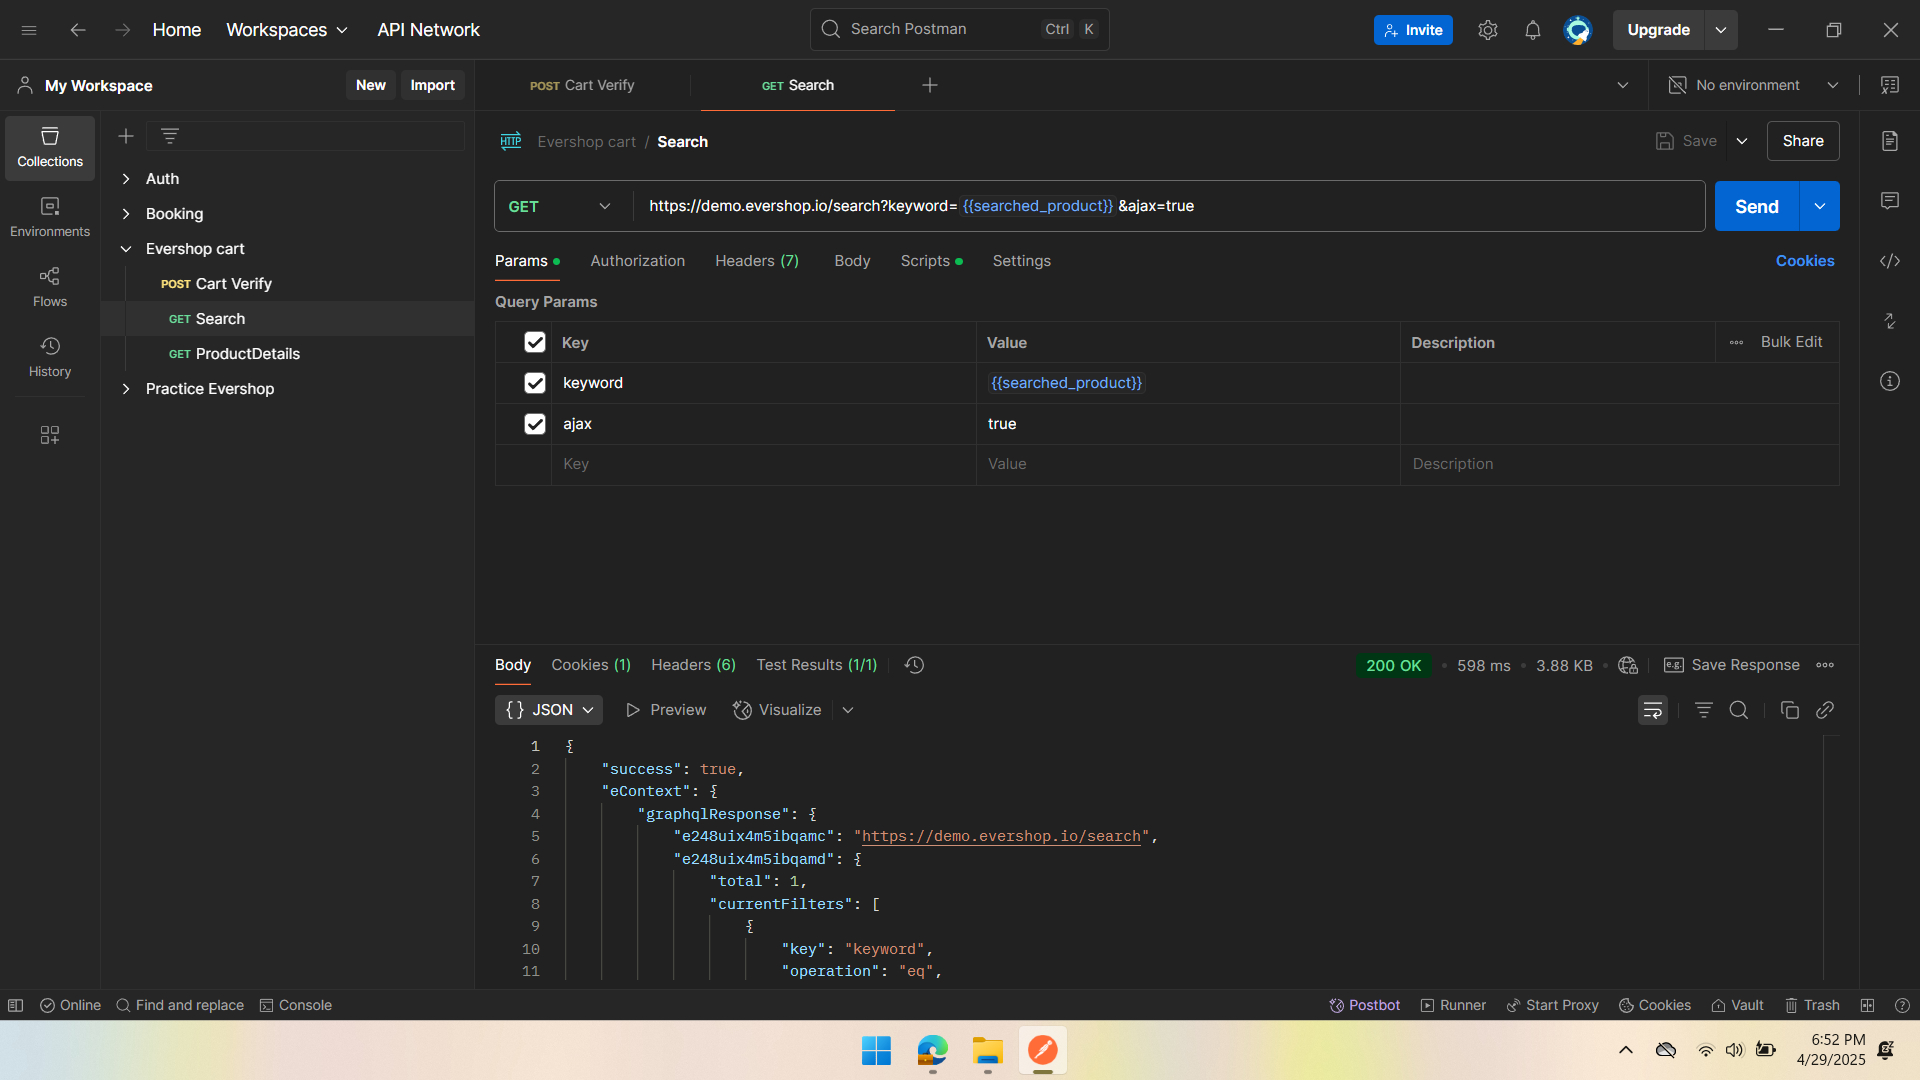 Home Workspaces API Network Search Postman Ctrl K Invite Upgrade
My Workspace New Import POST Cart Verify GET Search No environment
Collections
Environments
Flows
History
Auth
Booking
Evershop cart
POST Cart Verify
GET Search
GET ProductDetails
Practice Evershop
HTTP Evershop cart / Search Save Share
GET https://demo.evershop.io/search?keyword={{searched_product}}&ajax=true Send
Params Authorization Headers (7) Body Scripts Settings Cookies
Query Params
Key Value Description Bulk Edit
keyword {{searched_product}}
ajax true
Key Value Description
Body Cookies (1) Headers (6) Test Results (1/1) 200 OK 598 ms 3.88 KB e.g. Save Response
{} JSON Preview Visualize
1 {
2 "success": true,
3 "eContext": {
4 "graphqlResponse": {
5 "e248uix4m5ibqamc": "https://demo.evershop.io/search",
6 "e248uix4m5ibqamd": {
7 "total": 1,
8 "currentFilters": [
9 {
10 "key": "keyword",
11 "operation": "eq",
Online Find and replace Console Postbot Runner Start Proxy Cookies Vault Trash
6:52 PM
4/29/2025